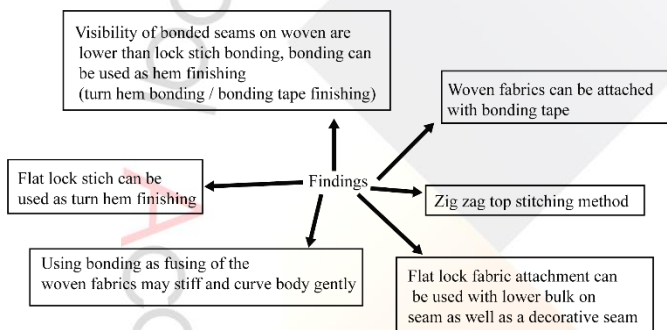 Visibility of bonded seams on woven are
lower than lock stich bonding, bonding can
be used as hem finishing
(turn hem bonding / bonding tape finishing)
Woven fabrics can be attached
with bonding tape
Flat lock stich can be
used as turn hem finishing
Findings
Zig zag top stitching method
Using bonding as fusing of the
woven fabrics may stiff and curve body gently
Flat lock fabric attachment can
be used with lower bulk on
seam as well as a decorative seam